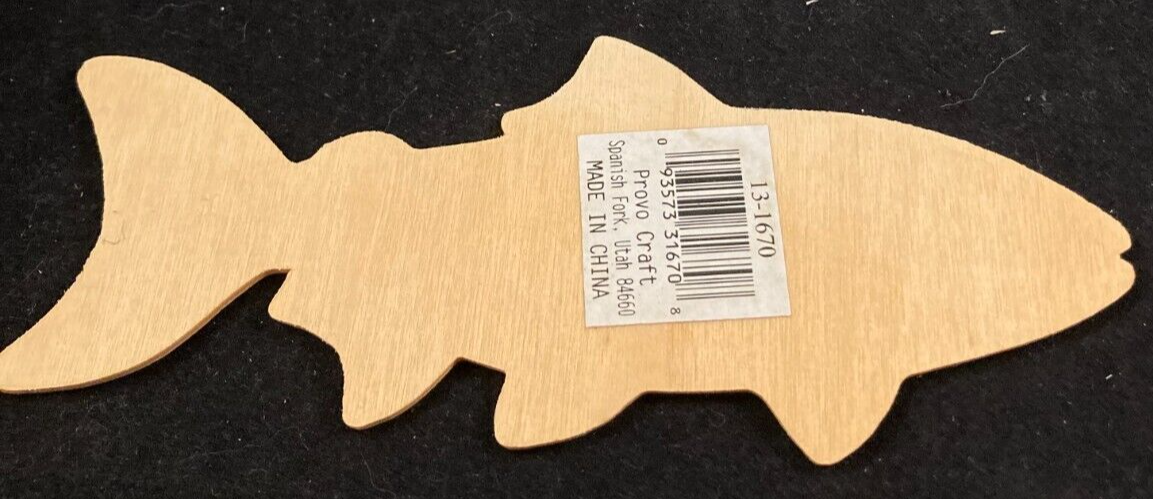 13-1670
0 93573 31670 8
Provo Craft
Spanish Fork, Utah 84660
MADE IN CHINA